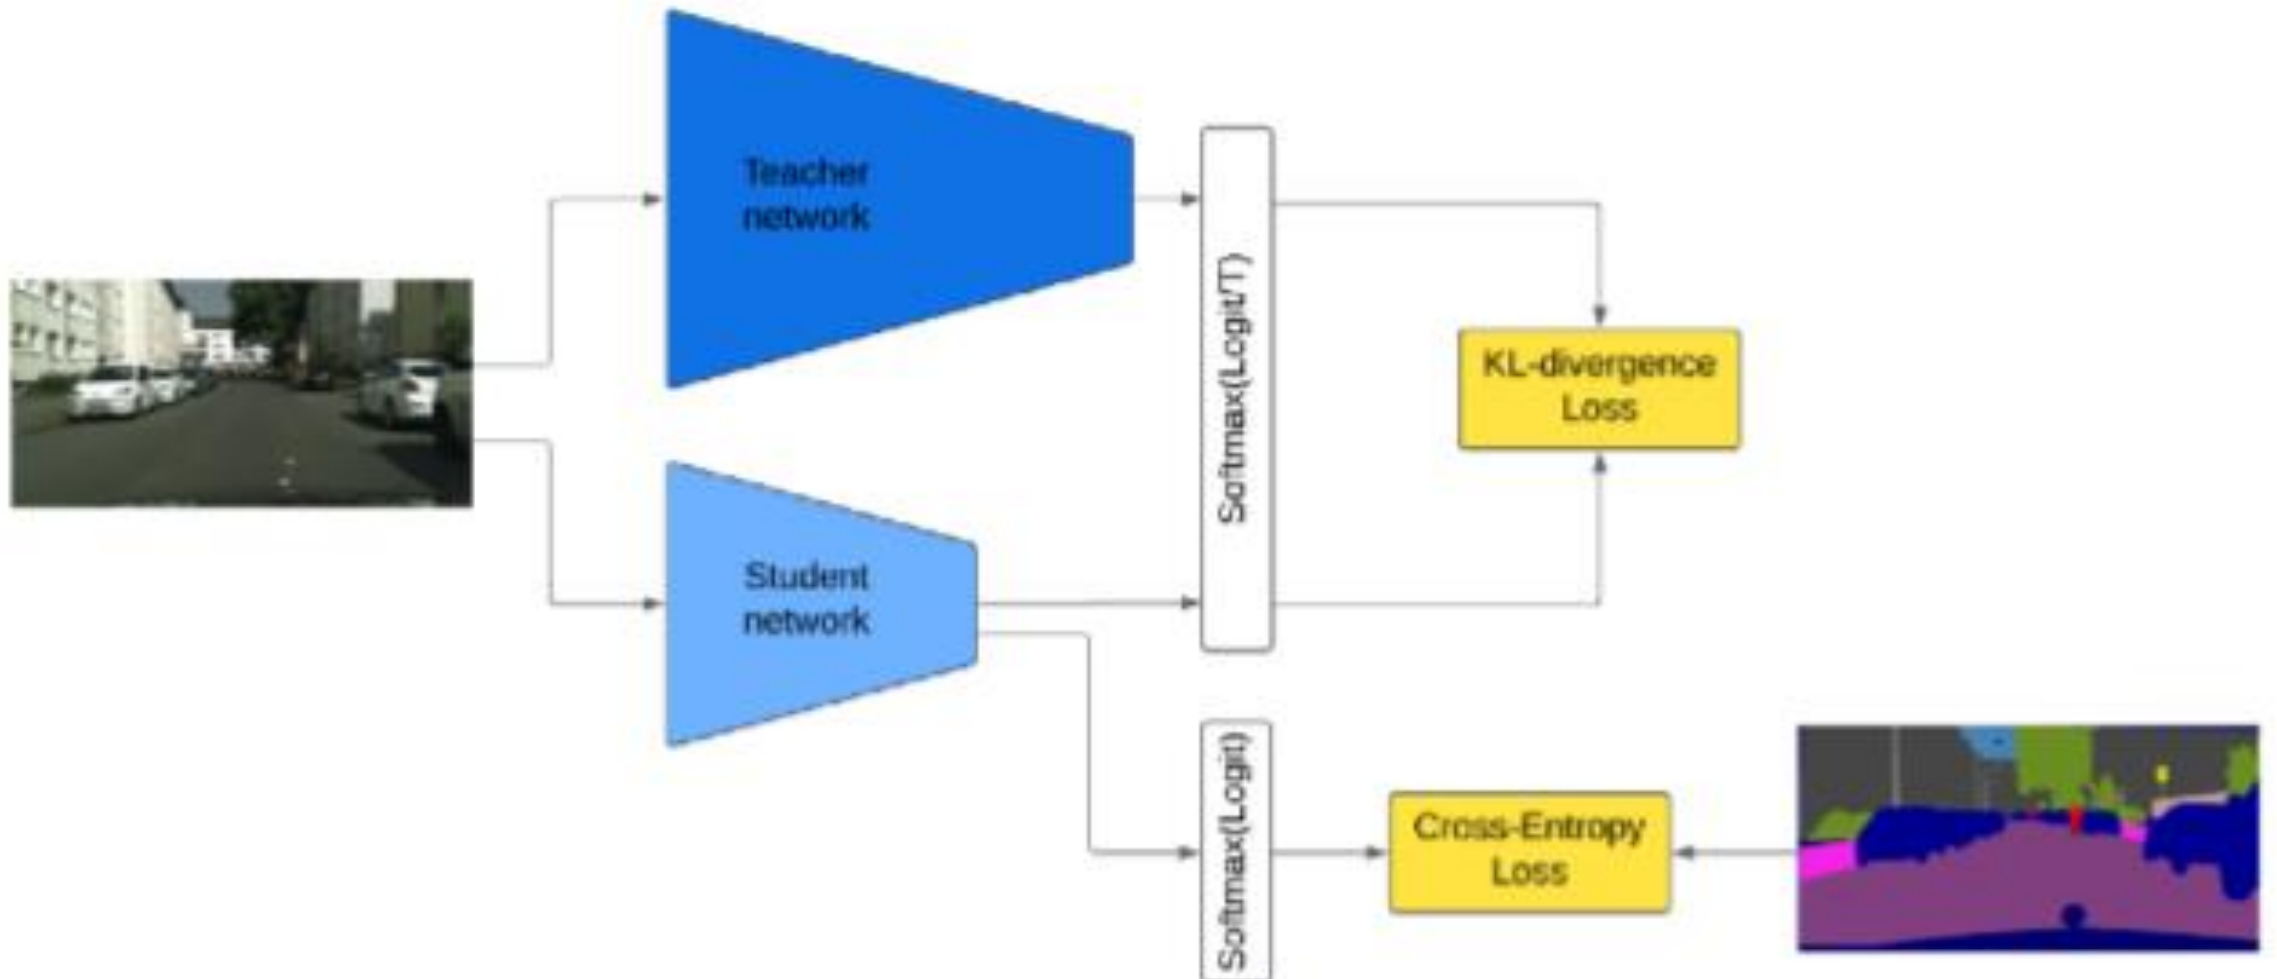 Teacher
network
Softmax(Logit/T)
KL-divergence
Loss
Student
network
Softmax(Logit)
Cross-Entropy
Loss